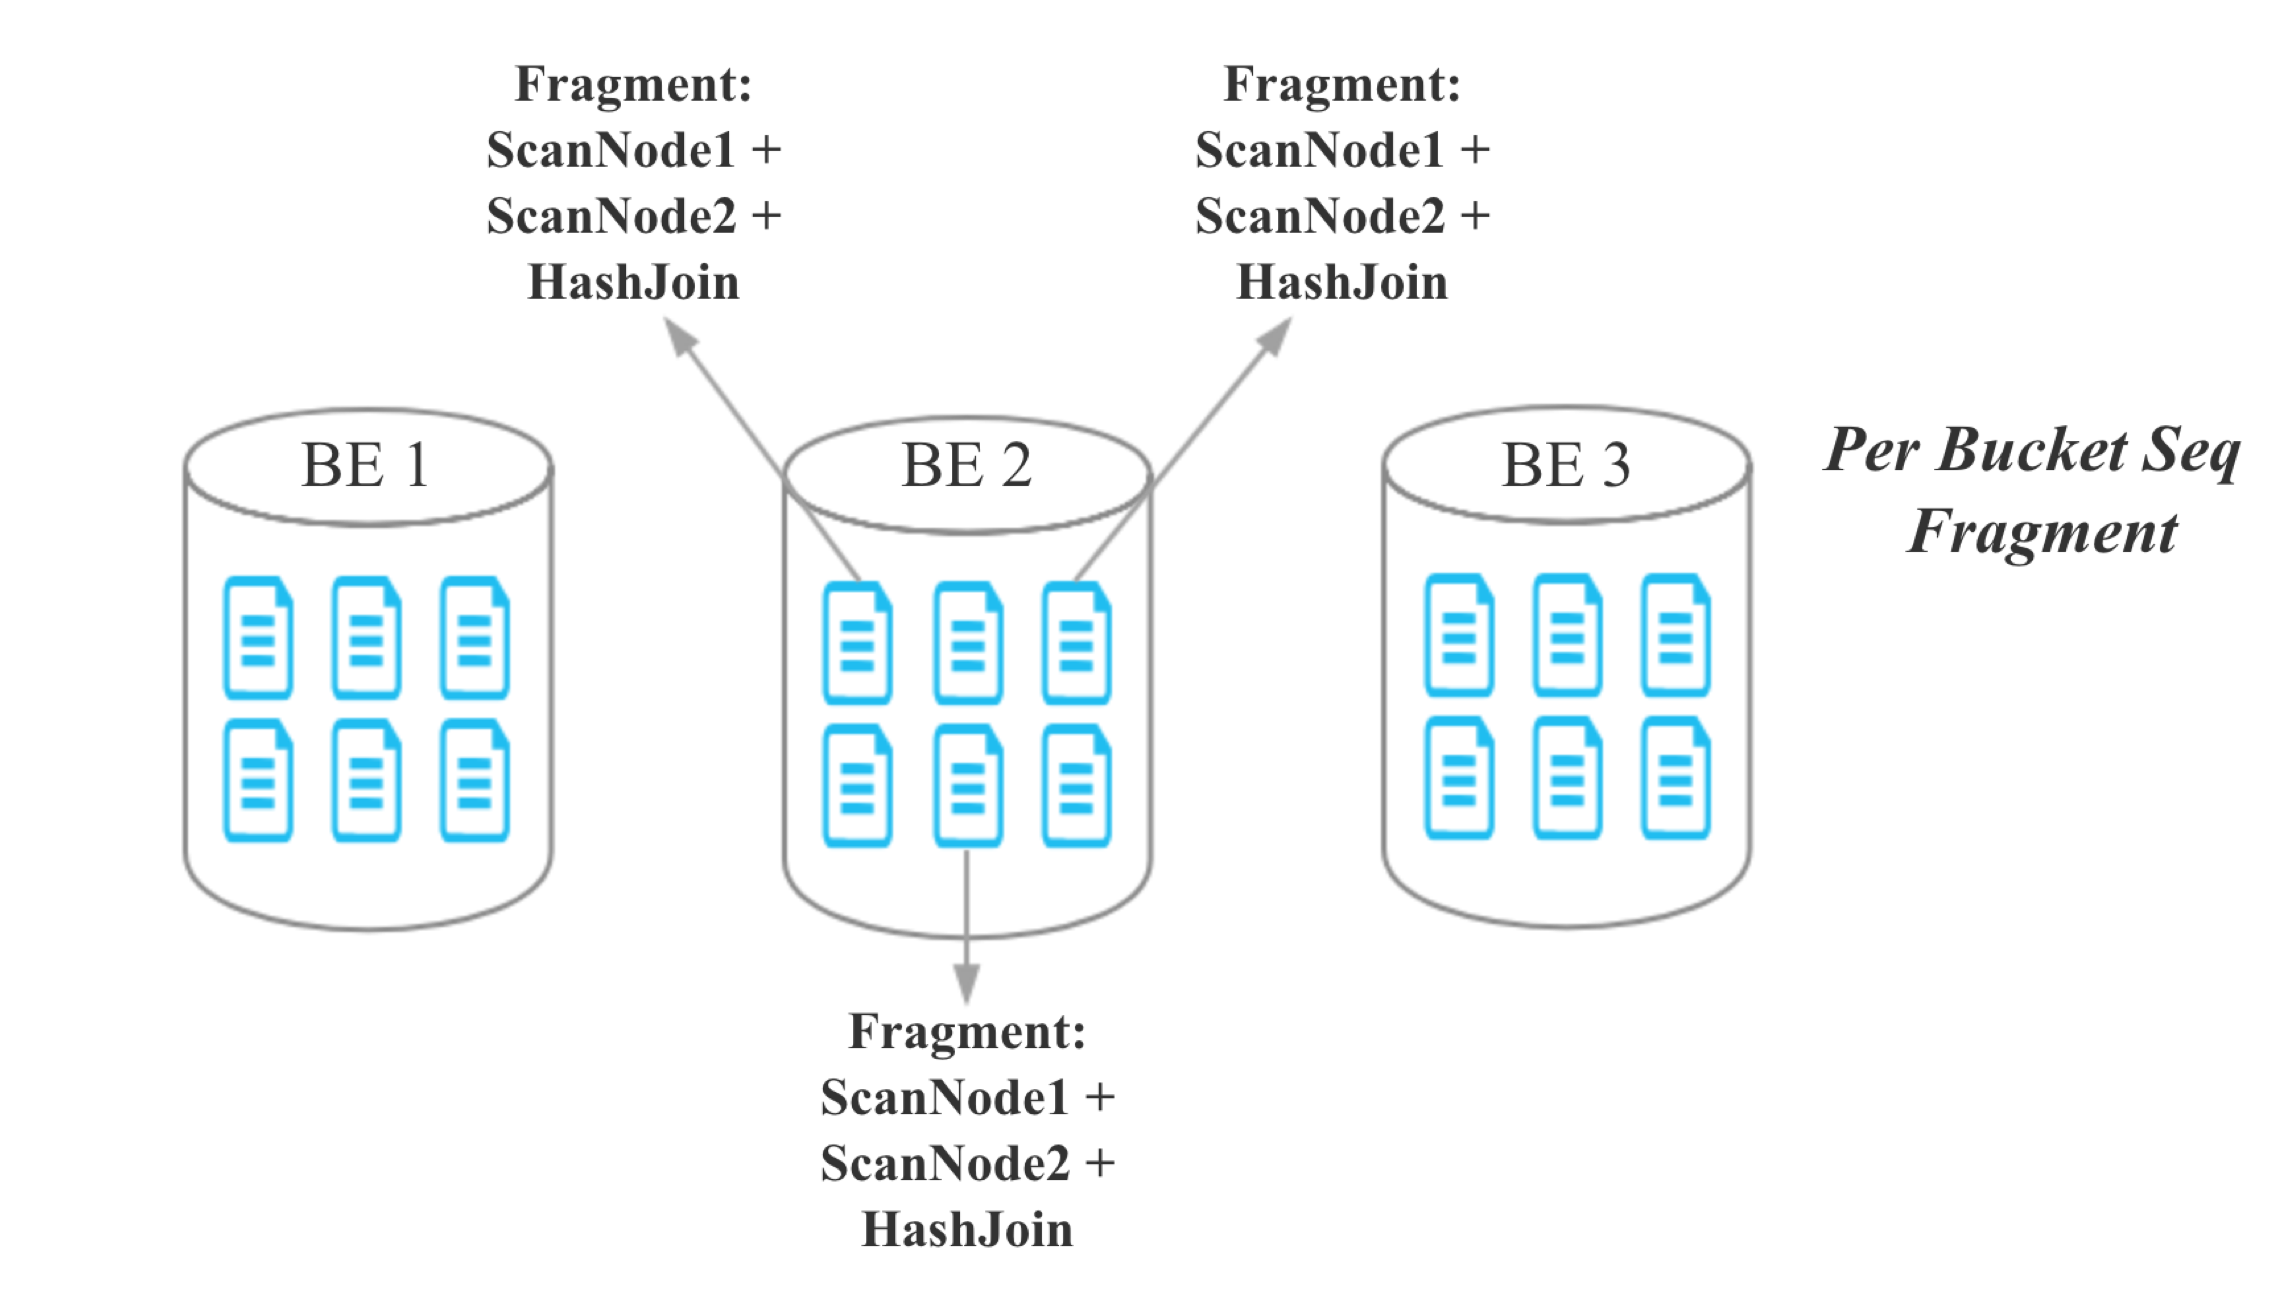 Fragment:
ScanNode1 +
ScanNode2 +
HashJoin
Fragment:
ScanNode1 +
ScanNode2 +
HashJoin
BE 1
BE 2
BE 3
Per Bucket Seq
Fragment
Fragment:
ScanNode1 +
ScanNode2 +
HashJoin